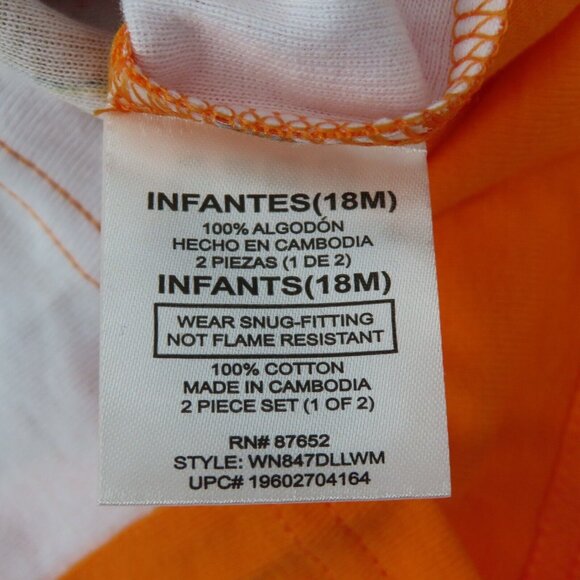 INFANTES(18M)
100% ALGODÓN
HECHO EN CAMBODIA
2 PIEZAS (1 DE 2)
INFANTS(18M)
WEAR SNUG-FITTING
NOT FLAME RESISTANT
100% COTTON
MADE IN CAMBODIA
2 PIECE SET (1 OF 2)
RN# 87652
STYLE: WN847DLLWM
UPC# 19602704164